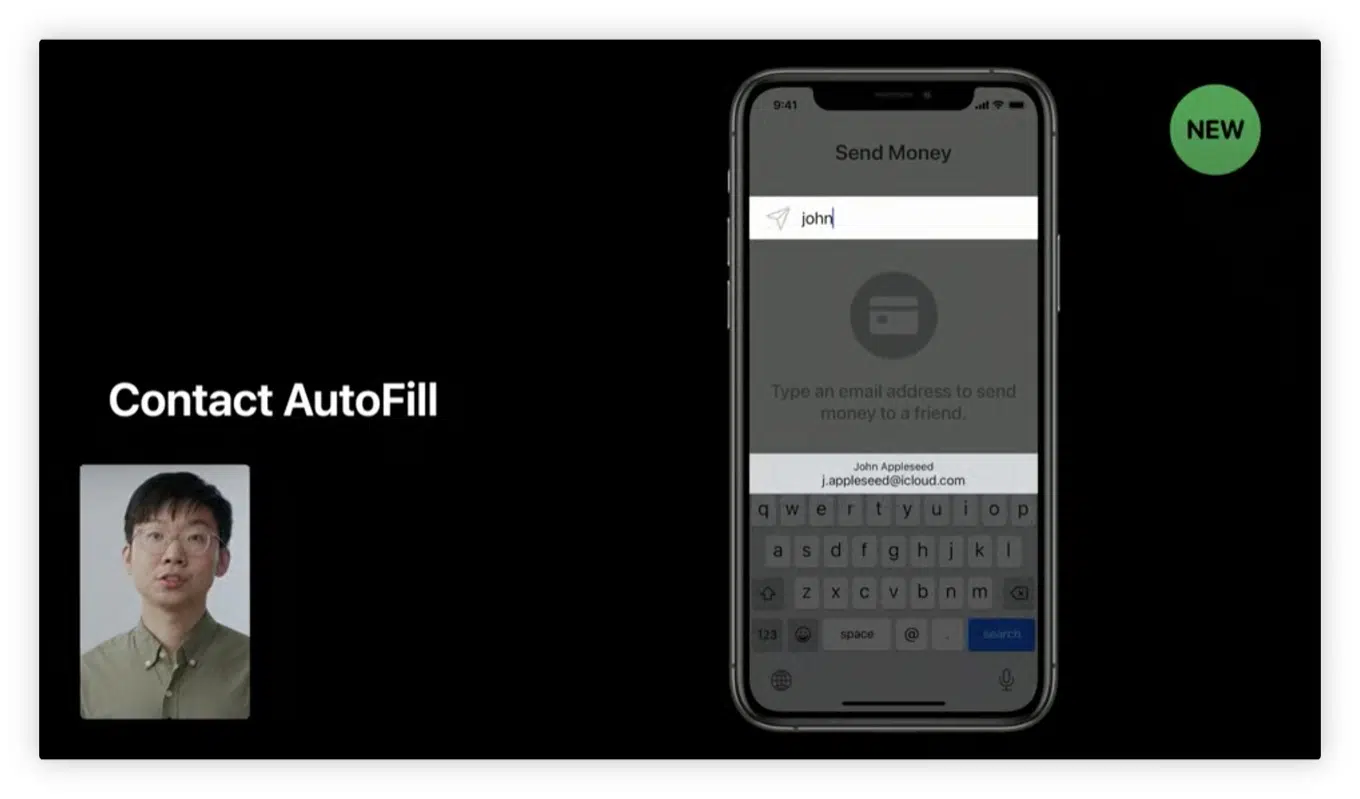 NEW
9:41
Send Money
john
Type an email address to send
money to a friend.
Contact AutoFill
John Appleseed
j.appleseed@icloud.com
q w e r t y u i o p
a s d f g h j k l
z x c v b n m
123 space @ . search